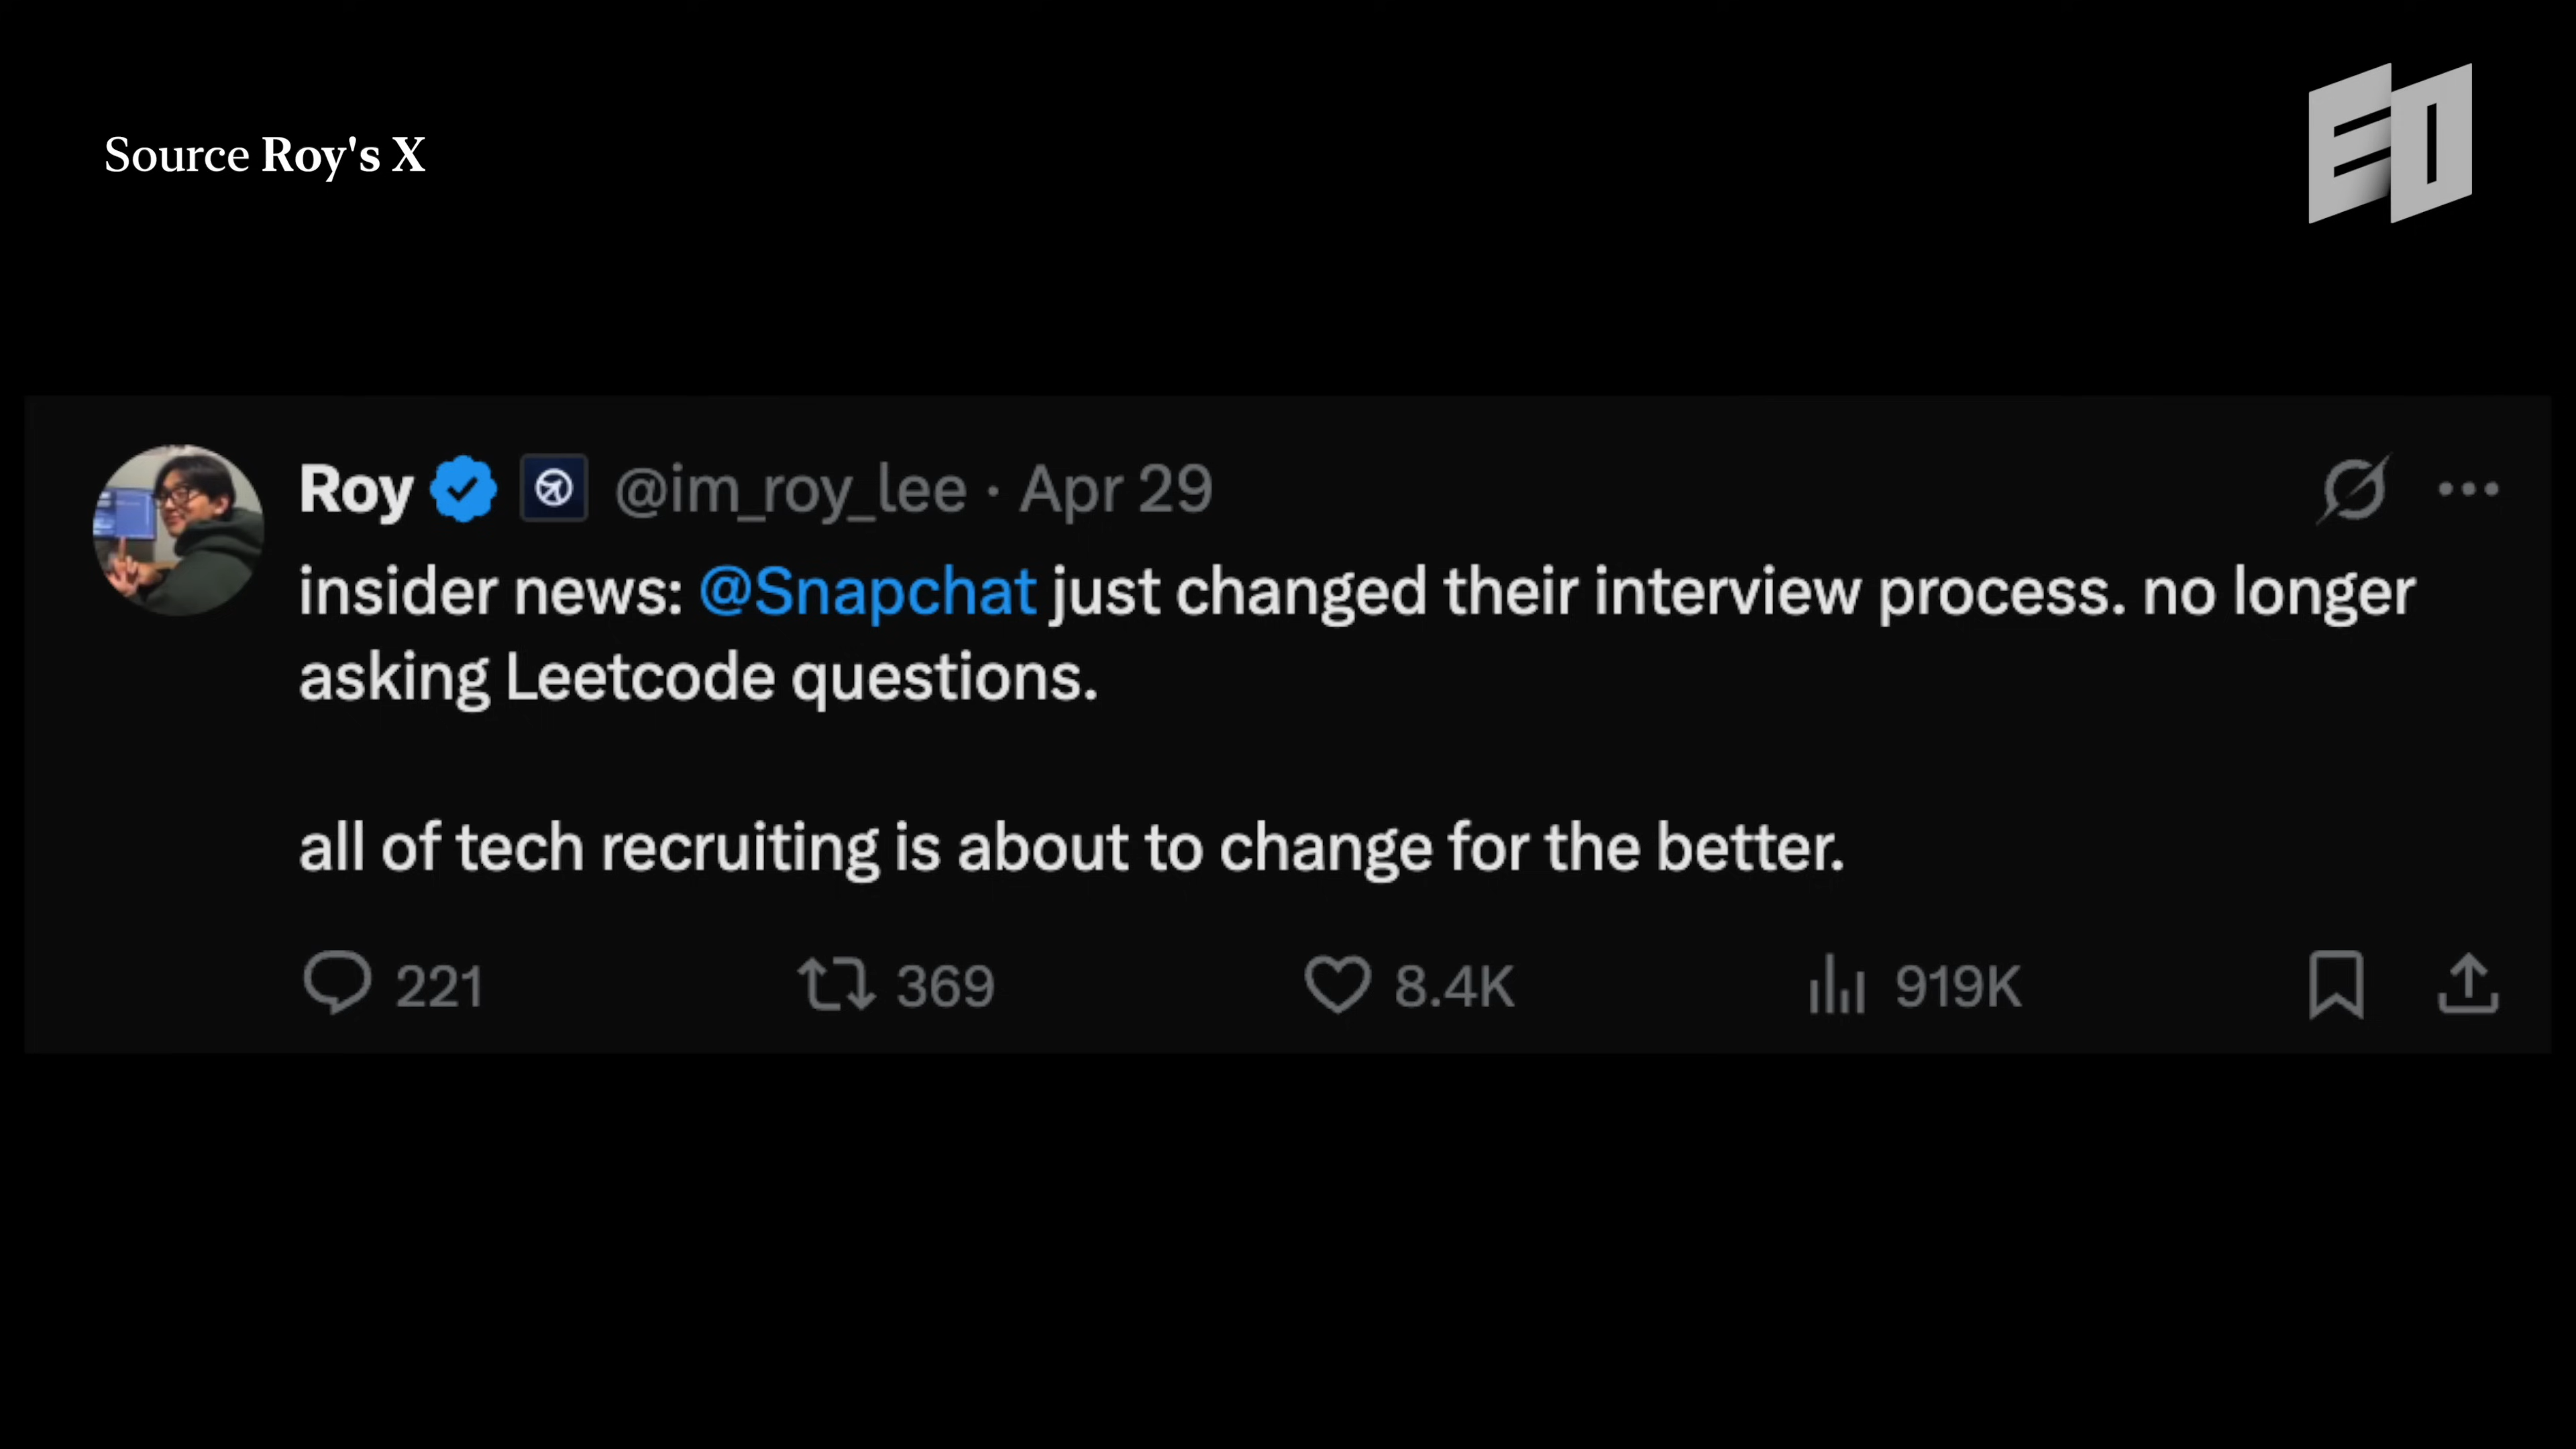 Source Roy's X
EO
Roy @im_roy_lee · Apr 29
insider news: @Snapchat just changed their interview process. no longer
asking Leetcode questions.
all of tech recruiting is about to change for the better.
221 369 8.4K 919K